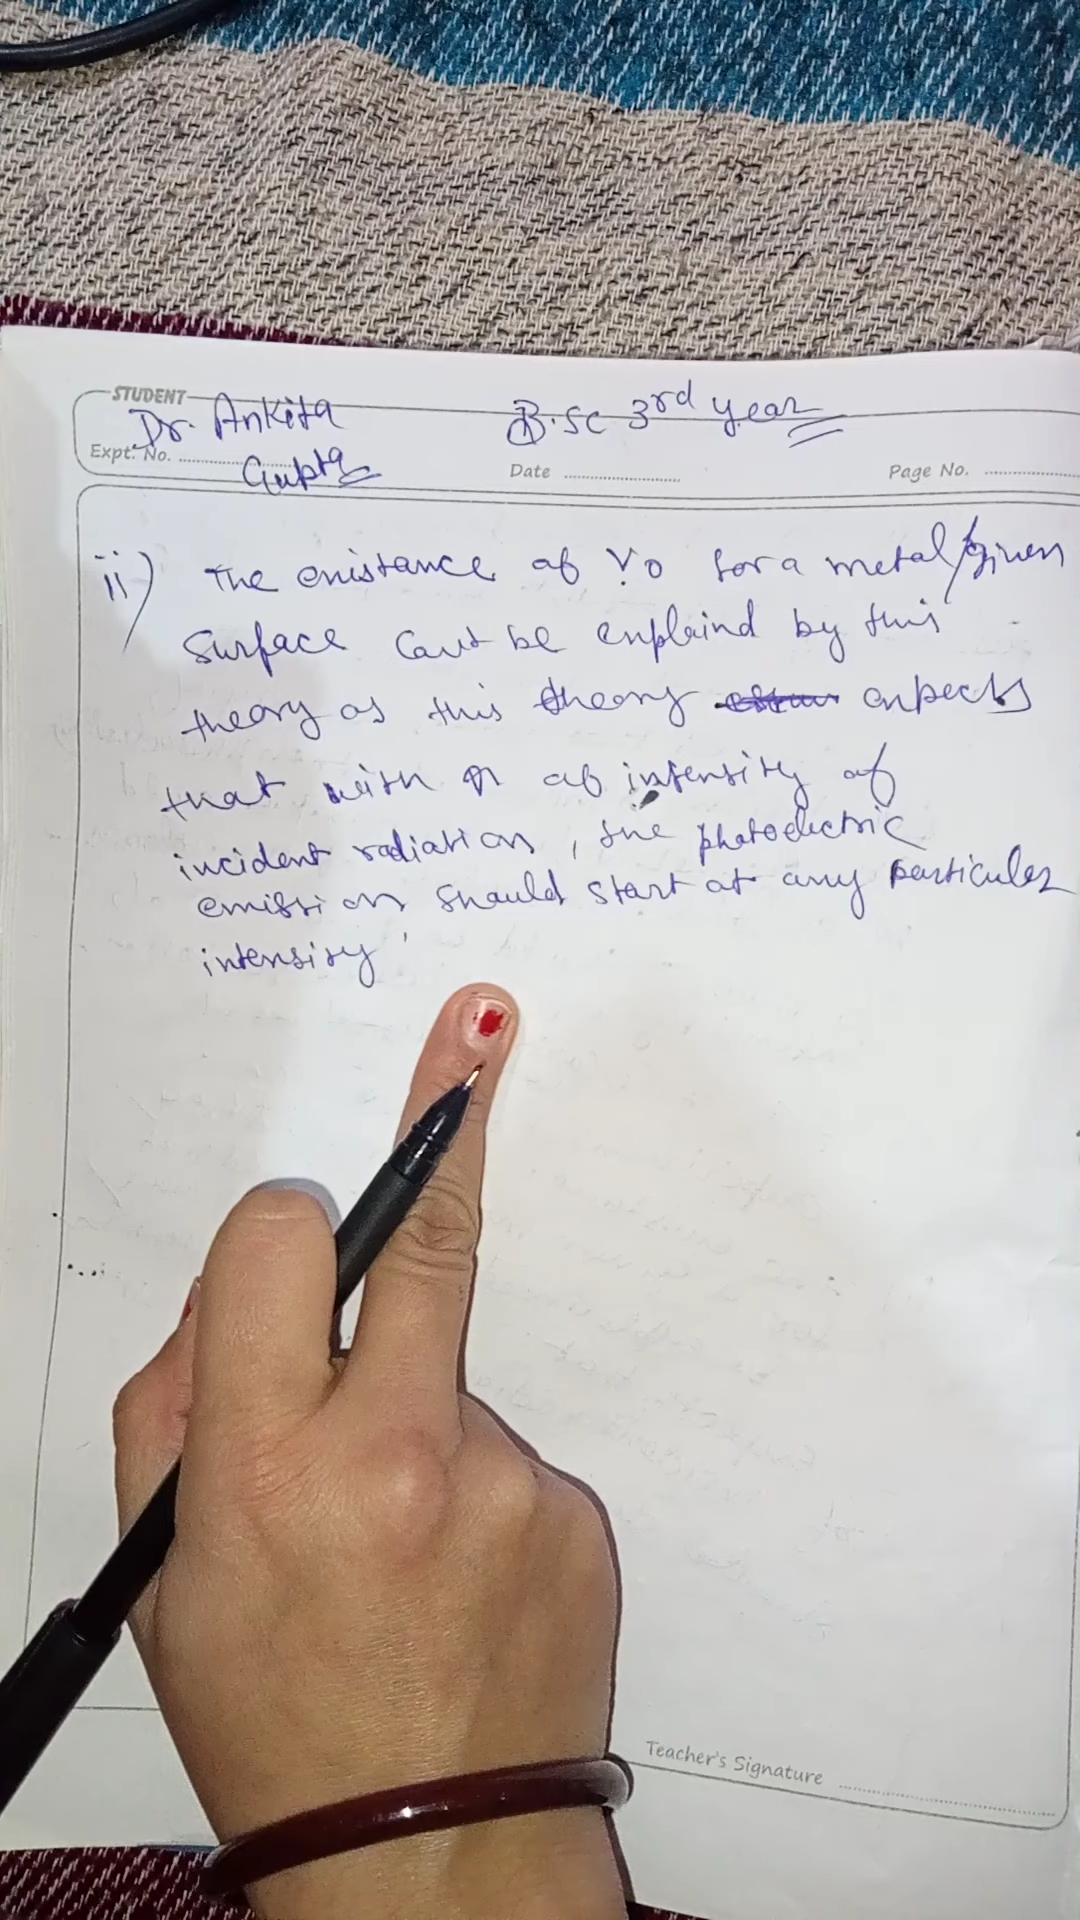 STUDENT
Dr. Ankita B.Sc 3rd year
Expt. No. Gupta Date Page No.
ii) The existance of ν0 for a metal/given
surface can't be explaind by this
theory as this theory expects
that with ↑ of intensity of
incident radiation, the photoelectric
emission should start at any particular
intensity
Teacher's Signature